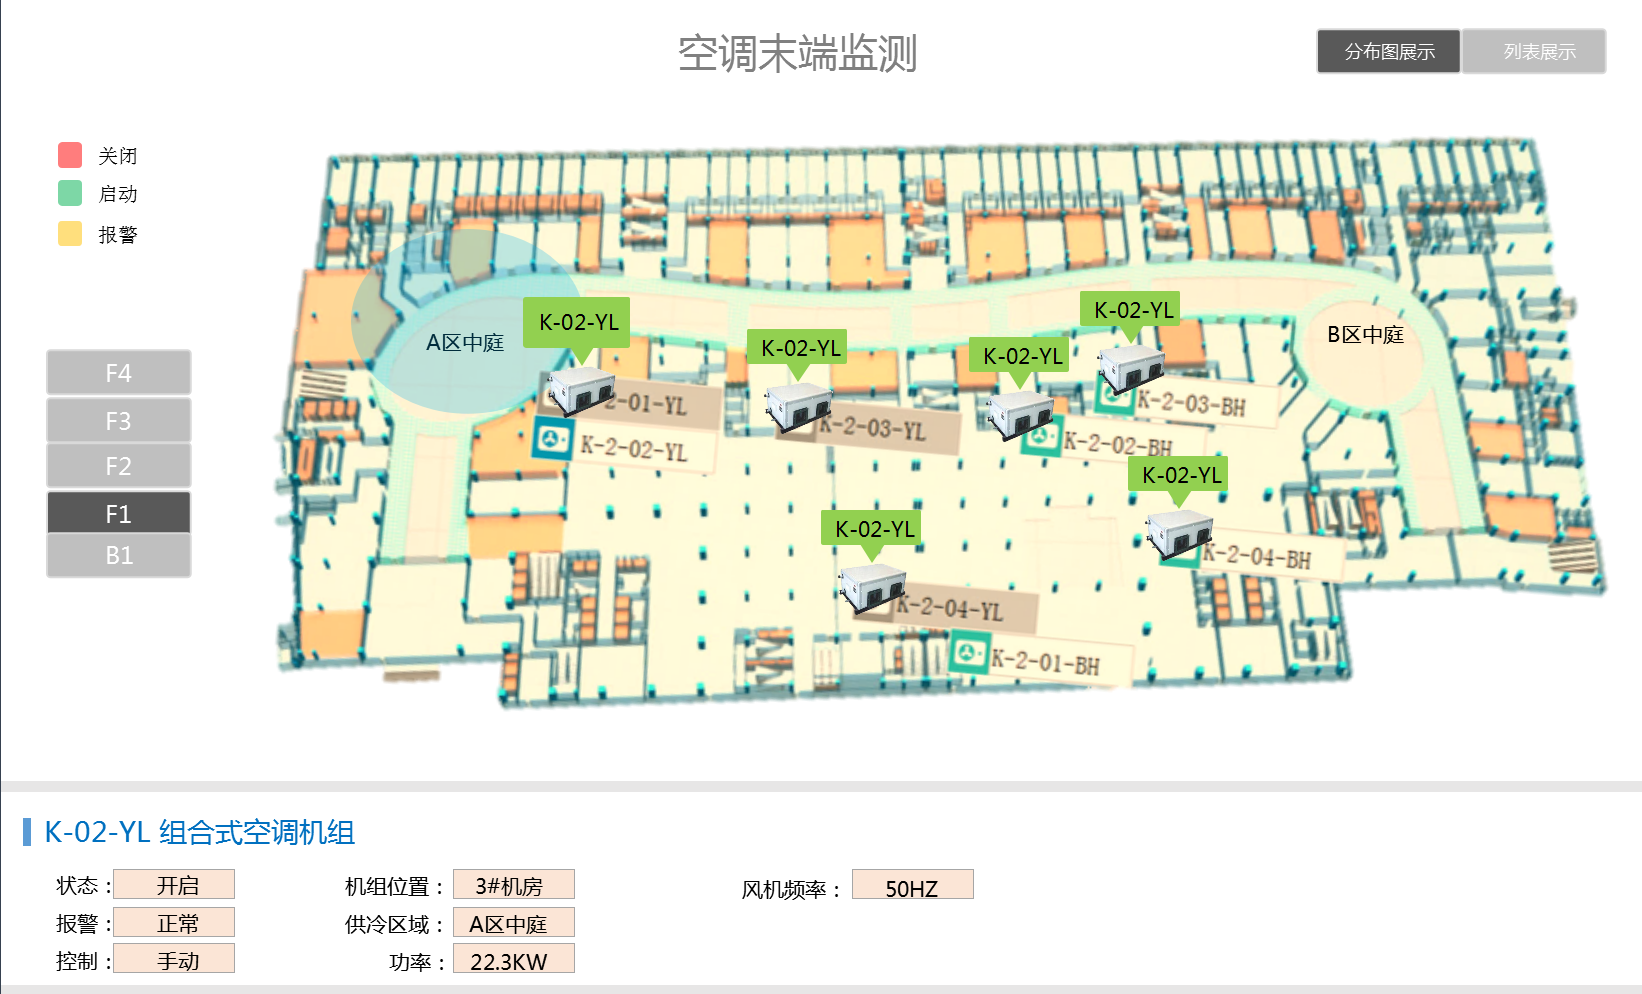 空调末端监测
分布图展示
列表展示
关闭
启动
报警
F4
F3
F2
F1
B1
A区中庭
B区中庭
K-02-YL
K-02-YL
K-02-YL
K-02-YL
K-02-YL
K-02-YL
2-01-YL
K-2-02-YL
K-2-03-YL
K-2-03-BH
K-2-02-BH
K-2-04-BH
K-2-04-YL
K-2-01-BH
K-02-YL 组合式空调机组
状态： 开启
机组位置： 3#机房
风机频率： 50HZ
报警： 正常
供冷区域： A区中庭
控制： 手动
功率： 22.3KW